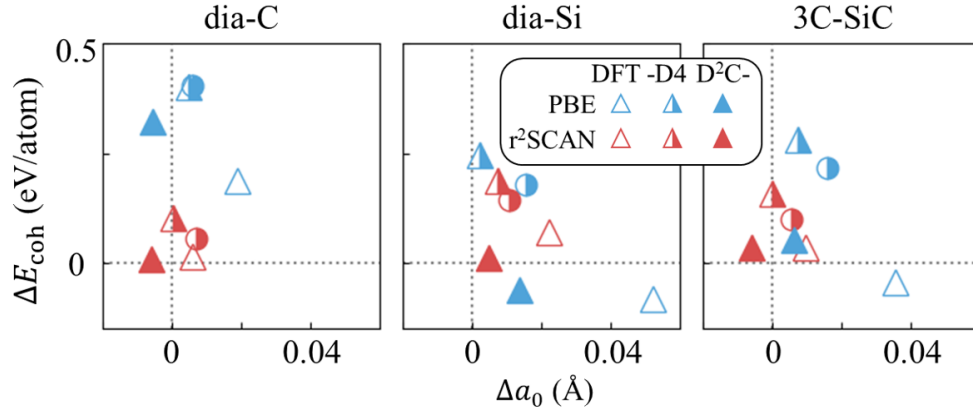 dia-C
dia-Si
3C-SiC
0.5
0
ΔE_coh (eV/atom)
DFT -D4 D²C-
PBE
r²SCAN
0 0.04
0 0.04
0 0.04
Δa₀ (Å)